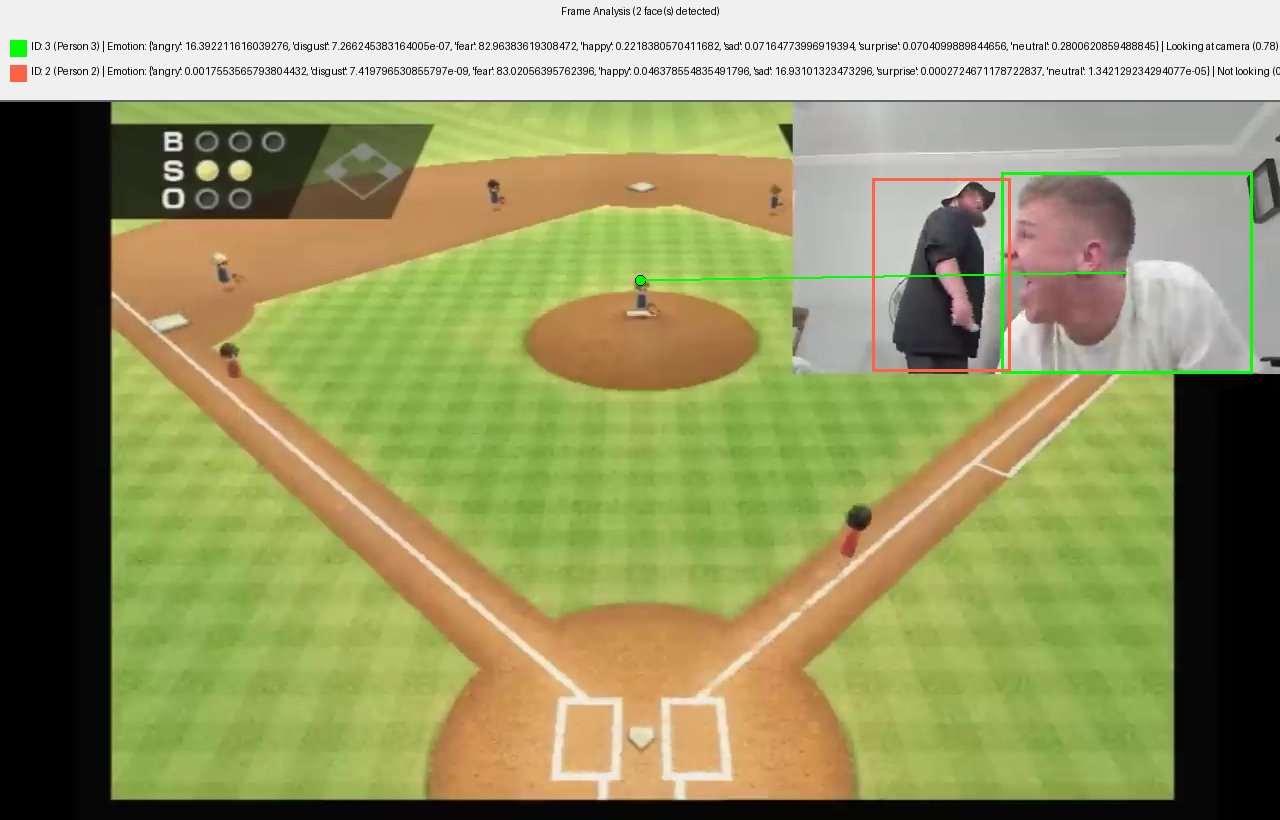 Frame Analysis (2 face(s) detected)
ID: 3 (Person 3) | Emotion: {'angry': 16.392211616039276, 'disgust': 7.266245383164005e-07, 'fear': 82.96383619308472, 'happy': 0.2218380570411682, 'sad': 0.07164773996919394, 'surprise': 0.0704099889844656, 'neutral': 0.2800620859488845} | Looking at camera (0.78)
ID: 2 (Person 2) | Emotion: {'angry': 0.0017553565793804432, 'disgust': 7.419796530855797e-09, 'fear': 83.02056395762396, 'happy': 0.046378554835491796, 'sad': 16.93101323473296, 'surprise': 0.0002724671178722837, 'neutral': 1.342129234294077e-05} | Not looking (0
B
S
O